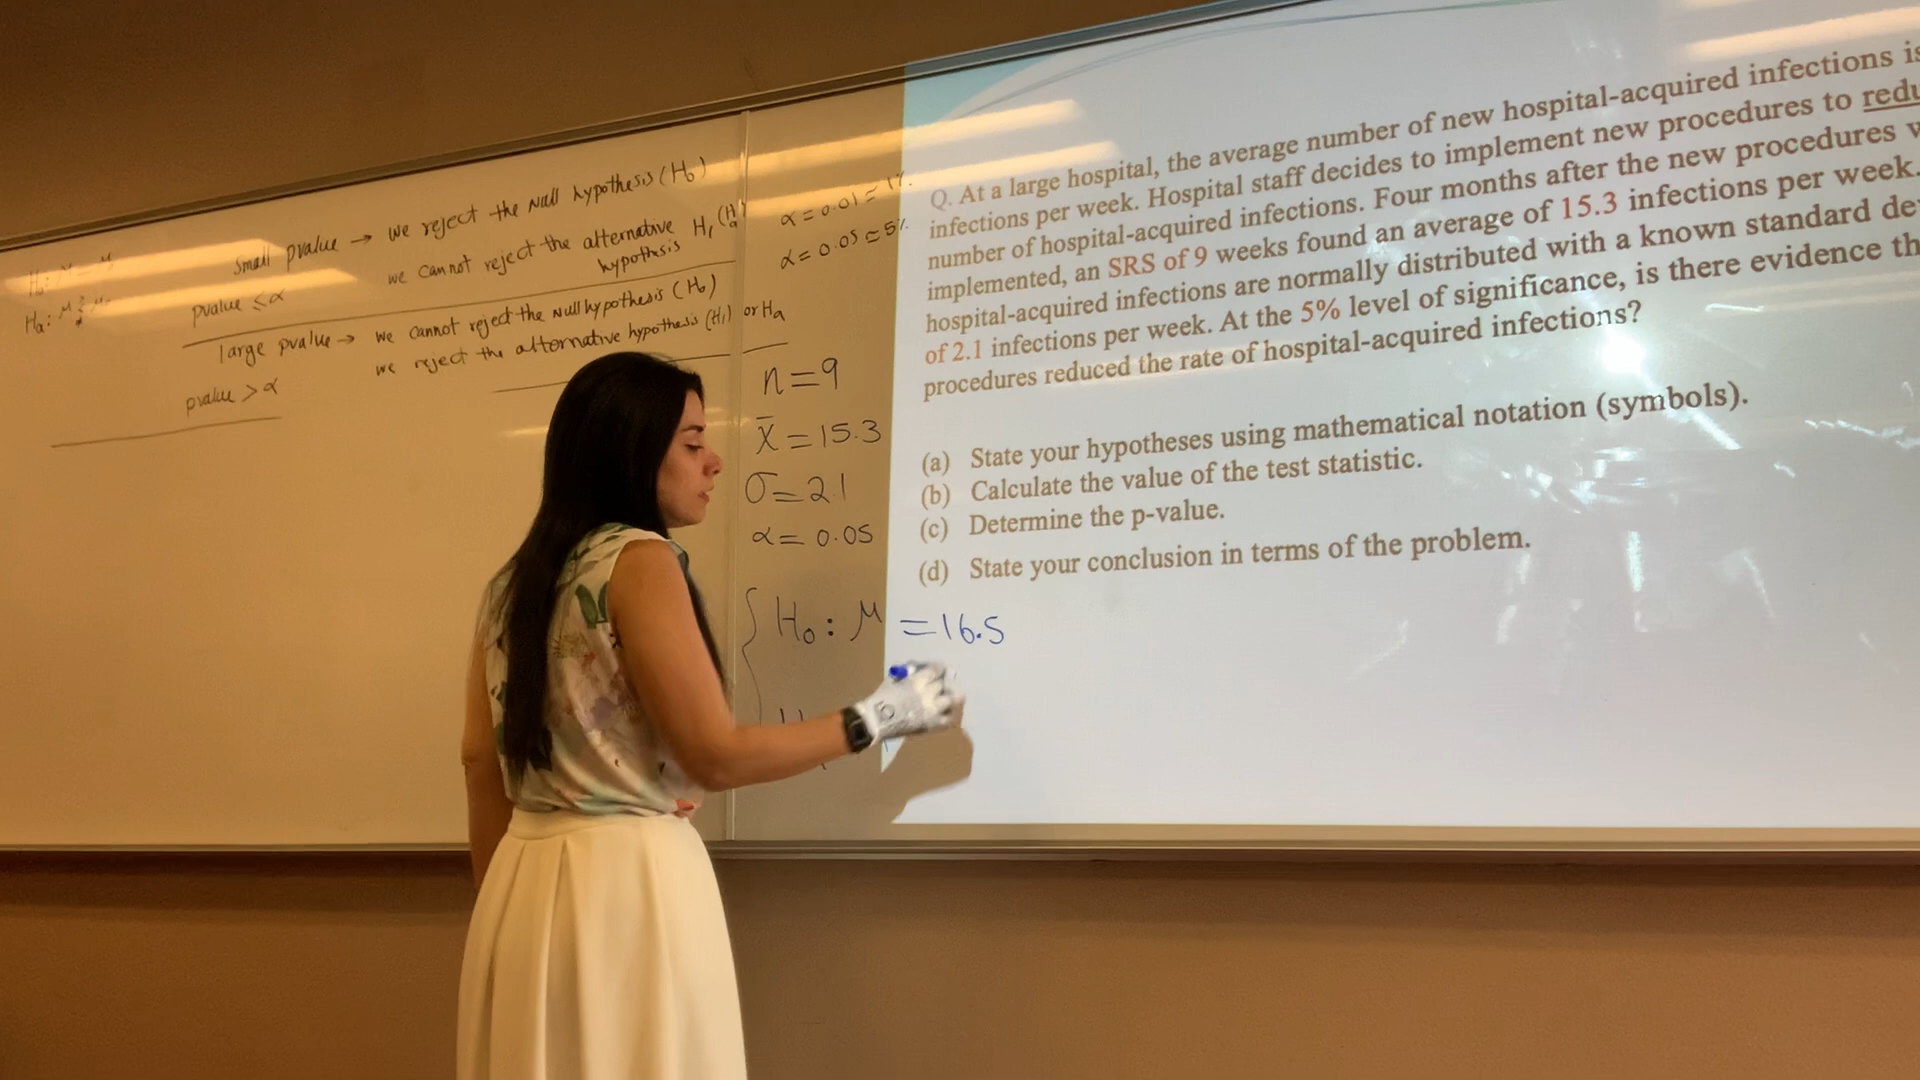 small pvalue → we reject the Null hypothesis (H₀)
we cannot reject the alternative H₁ (Ha)
hypothesis
pvalue ≤ α
large pvalue → we cannot reject the null hypothesis (H₀)
we reject the alternative hypothesis (H₁) or Ha
pvalue > α
H₀: μ = μ₀
Ha: μ
α = 0.01 = 1%
α = 0.05 = 5%
n = 9
x̄ = 15.3
σ = 2.1
α = 0.05
H₀: μ = 16.5
Q. At a large hospital, the average number of new hospital-acquired infections is
infections per week. Hospital staff decides to implement new procedures to redu
number of hospital-acquired infections. Four months after the new procedures w
implemented, an SRS of 9 weeks found an average of 15.3 infections per week.
hospital-acquired infections are normally distributed with a known standard de
of 2.1 infections per week. At the 5% level of significance, is there evidence th
procedures reduced the rate of hospital-acquired infections?
(a) State your hypotheses using mathematical notation (symbols).
(b) Calculate the value of the test statistic.
(c) Determine the p-value.
(d) State your conclusion in terms of the problem.